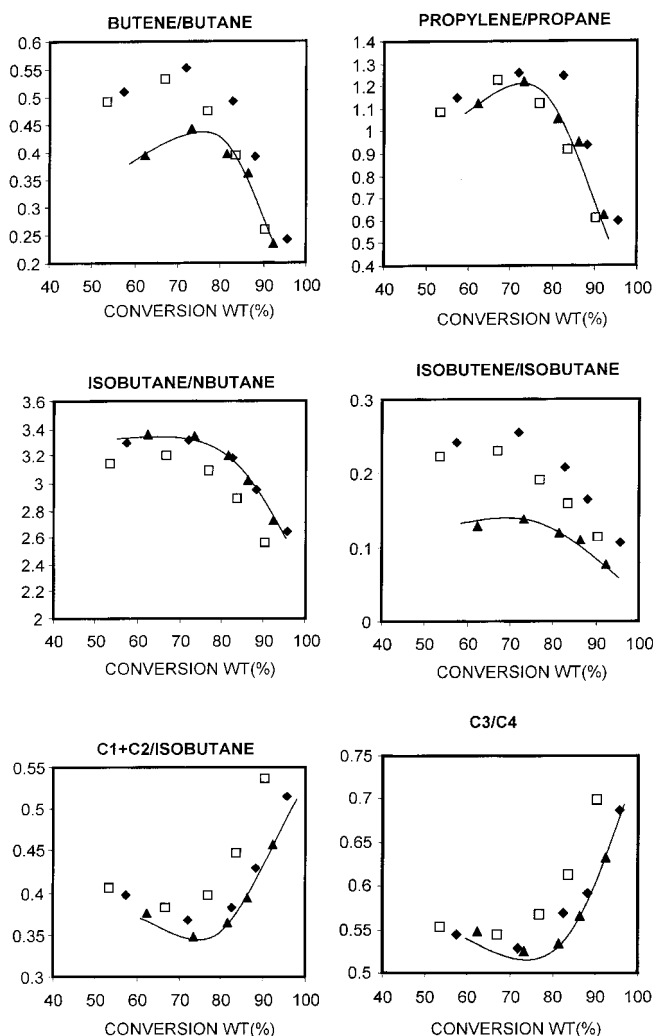 BUTENE/BUTANE
0.6
0.55
0.5
0.45
0.4
0.35
0.3
0.25
0.2
40 50 60 70 80 90 100
CONVERSION WT(%)
PROPYLENE/PROPANE
1.4
1.3
1.2
1.1
1
0.9
0.8
0.7
0.6
0.5
0.4
40 50 60 70 80 90 100
CONVERSION WT(%)
ISOBUTANE/NBUTANE
3.6
3.4
3.2
3
2.8
2.6
2.4
2.2
2
40 50 60 70 80 90 100
CONVERSION WT(%)
ISOBUTENE/ISOBUTANE
0.3
0.2
0.1
0
40 50 60 70 80 90 100
CONVERSION WT(%)
C1+C2/ISOBUTANE
0.55
0.5
0.45
0.4
0.35
0.3
40 50 60 70 80 90 100
CONVERSION WT(%)
C3/C4
0.75
0.7
0.65
0.6
0.55
0.5
40 50 60 70 80 90 100
CONVERSION WT(%)